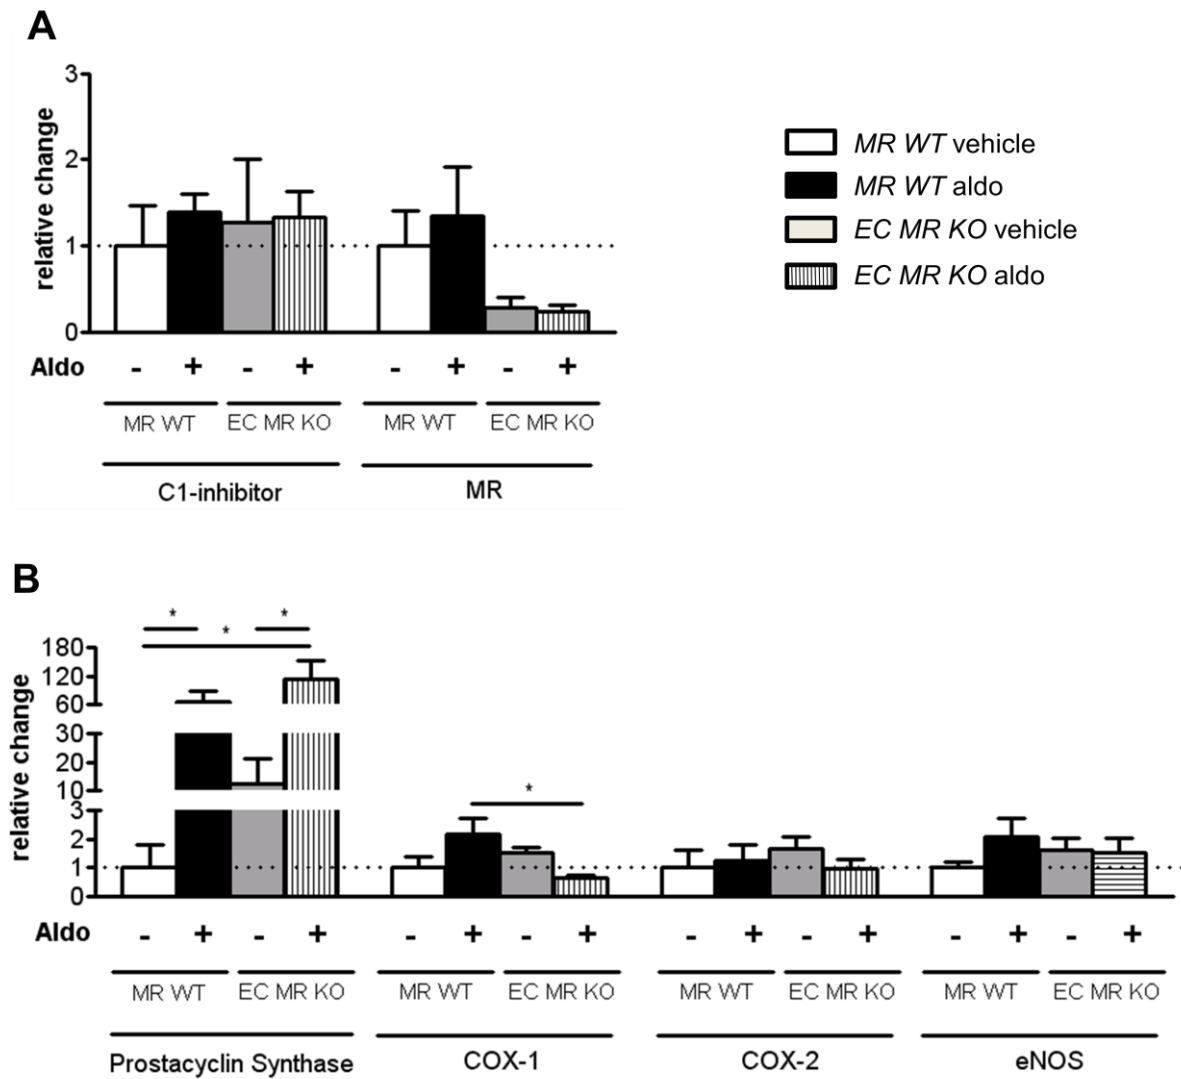 A
relative change
3
2
1
0
MR WT vehicle
MR WT aldo
EC MR KO vehicle
EC MR KO aldo
Aldo - + - + - + - +
MR WT EC MR KO MR WT EC MR KO
C1-inhibitor MR
B
* * *
relative change
180
120
60
30
20
10
*
3
2
1
0
Aldo - + - + - + - + - + - + - + - +
MR WT EC MR KO MR WT EC MR KO MR WT EC MR KO MR WT EC MR KO
Prostacyclin Synthase COX-1 COX-2 eNOS